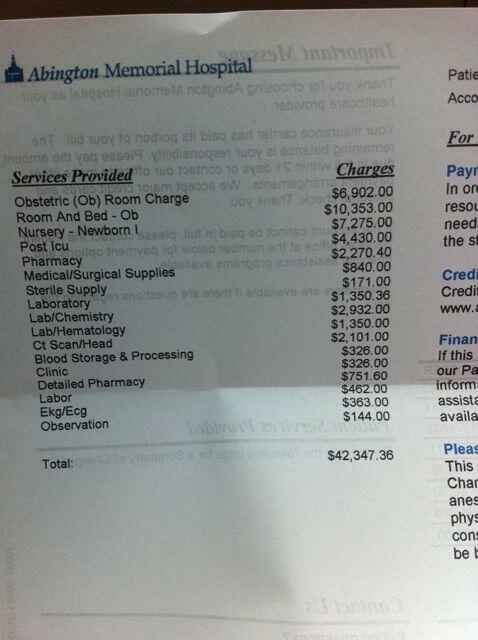 Abington Memorial Hospital
Services Provided Charges
Obstetric (Ob) Room Charge $6,902.00
Room And Bed - Ob $10,353.00
Nursery - Newborn I $7,275.00
Post Icu $4,430.00
Pharmacy $2,270.40
Medical/Surgical Supplies $840.00
Sterile Supply $171.00
Laboratory $1,350.36
Lab/Chemistry $2,932.00
Lab/Hematology $1,350.00
Ct Scan/Head $2,101.00
Blood Storage & Processing $326.00
Clinic $326.00
Detailed Pharmacy $751.60
Labor $462.00
Ekg/Ecg $363.00
Observation $144.00
Total: $42,347.36
Patie
Acco
For
Payr
In ord
resou
need
the st
Credi
Credit
www.a
Finan
If this
our Pa
informa
assista
availa
Pleas
This
Char
anes
phys
cons
be b